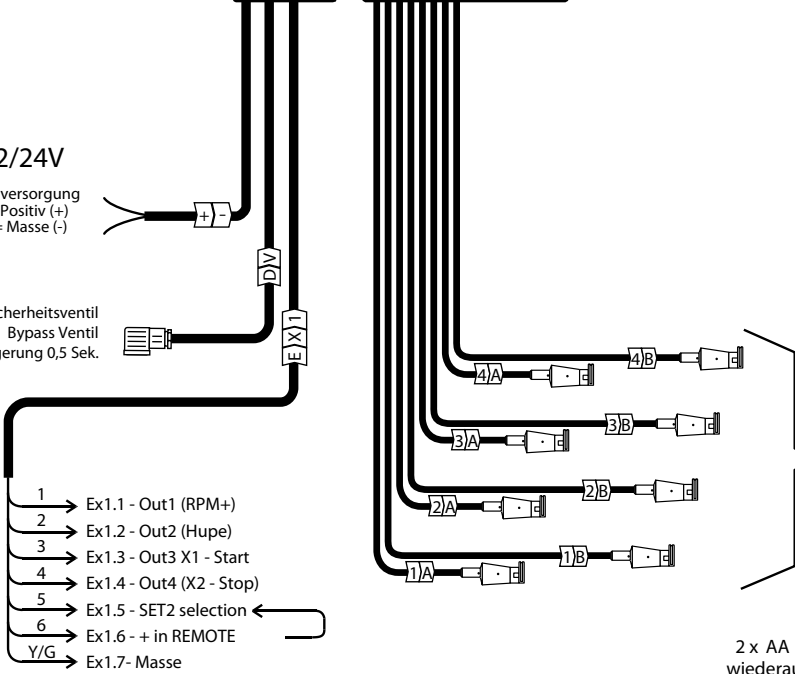 2/24V
versorgung
Positiv (+)
= Masse (-)
+ -
DV
cherheitsventil
Bypass Ventil
gerung 0,5 Sek.
EX1
4 B
4 A
3 B
3 A
2 B
2 A
1 B
1 A
1 Ex1.1 - Out1 (RPM+)
2 Ex1.2 - Out2 (Hupe)
3 Ex1.3 - Out3 X1 - Start
4 Ex1.4 - Out4 (X2 - Stop)
5 Ex1.5 - SET2 selection
6 Ex1.6 - + in REMOTE
Y/G Ex1.7- Masse
2 x AA
wiederau